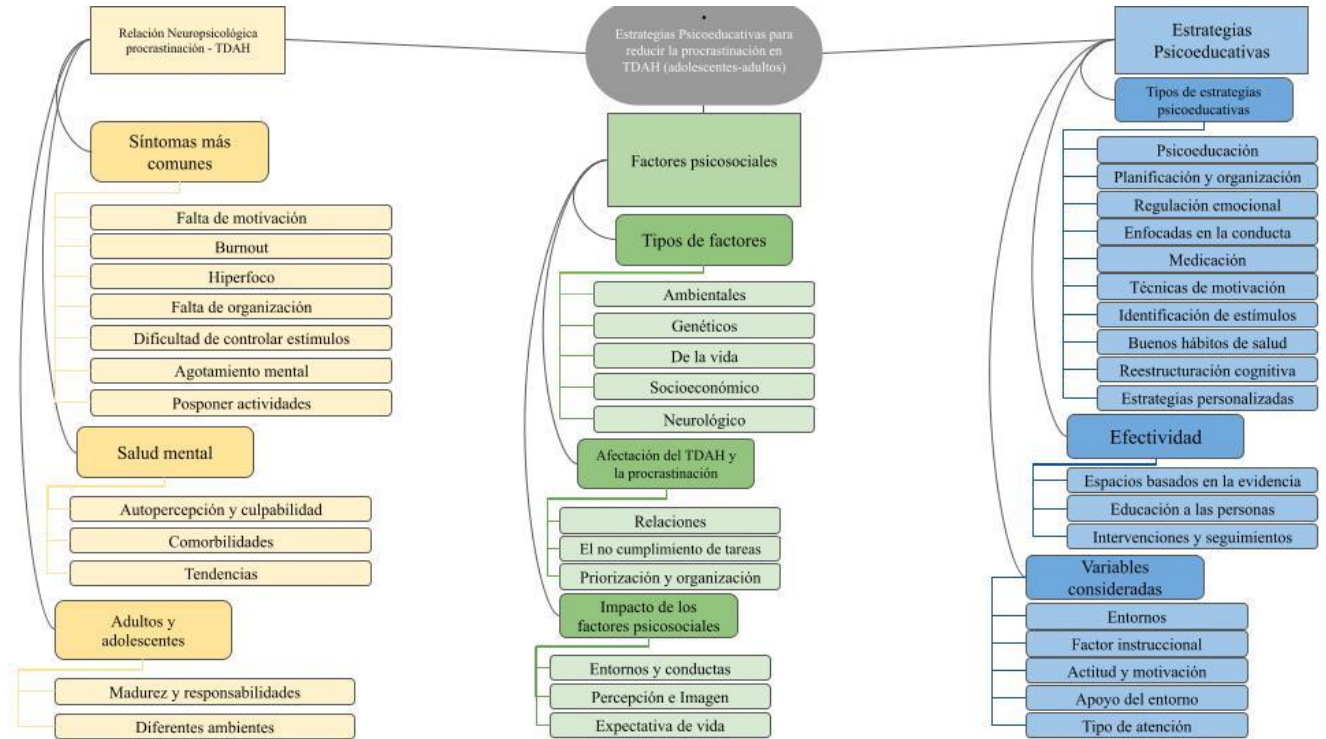 Relación Neuropsicológica
procrastinación - TDAH
Síntomas más
comunes
Falta de motivación
Burnout
Hiperfoco
Falta de organización
Dificultad de controlar estímulos
Agotamiento mental
Posponer actividades
Salud mental
Autopercepción y culpabilidad
Comorbilidades
Tendencias
Adultos y
adolescentes
Madurez y responsabilidades
Diferentes ambientes
•
Estrategias Psicoeducativas para
reducir la procrastinación en
TDAH (adolescentes-adultos)
Factores psicosociales
Tipos de factores
Ambientales
Genéticos
De la vida
Socioeconómico
Neurológico
Afectación del TDAH y
la procrastinación
Relaciones
El no cumplimiento de tareas
Priorización y organización
Impacto de los
factores psicosociales
Entornos y conductas
Percepción e Imagen
Expectativa de vida
Estrategias
Psicoeducativas
Tipos de estrategias
psicoeducativas
Psicoeducación
Planificación y organización
Regulación emocional
Enfocadas en la conducta
Medicación
Técnicas de motivación
Identificación de estímulos
Buenos hábitos de salud
Reestructuración cognitiva
Estrategias personalizadas
Efectividad
Espacios basados en la evidencia
Educación a las personas
Intervenciones y seguimientos
Variables
consideradas
Entornos
Factor instruccional
Actitud y motivación
Apoyo del entorno
Tipo de atención